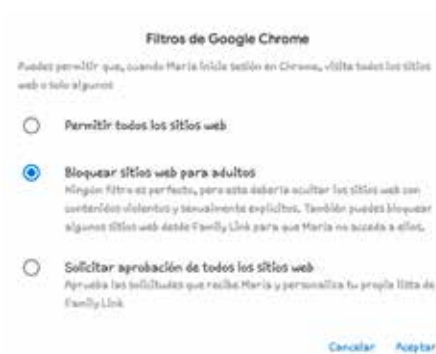 Filtros de Google Chrome
Puedes permitir que, cuando María inicie sesión en Chrome, visite todos los sitios
web o solo algunos
Permitir todos los sitios web
Bloquear sitios web para adultos
Ningún filtro es perfecto, pero este debería ocultar los sitios web con
contenidos violentos y sexualmente explícitos. También puedes bloquear
algunos sitios web desde Family Link para que María no acceda a ellos.
Solicitar aprobación de todos los sitios web
Aprueba las solicitudes que recibe María y personaliza tu propia lista de
Family Link
Cancelar Aceptar